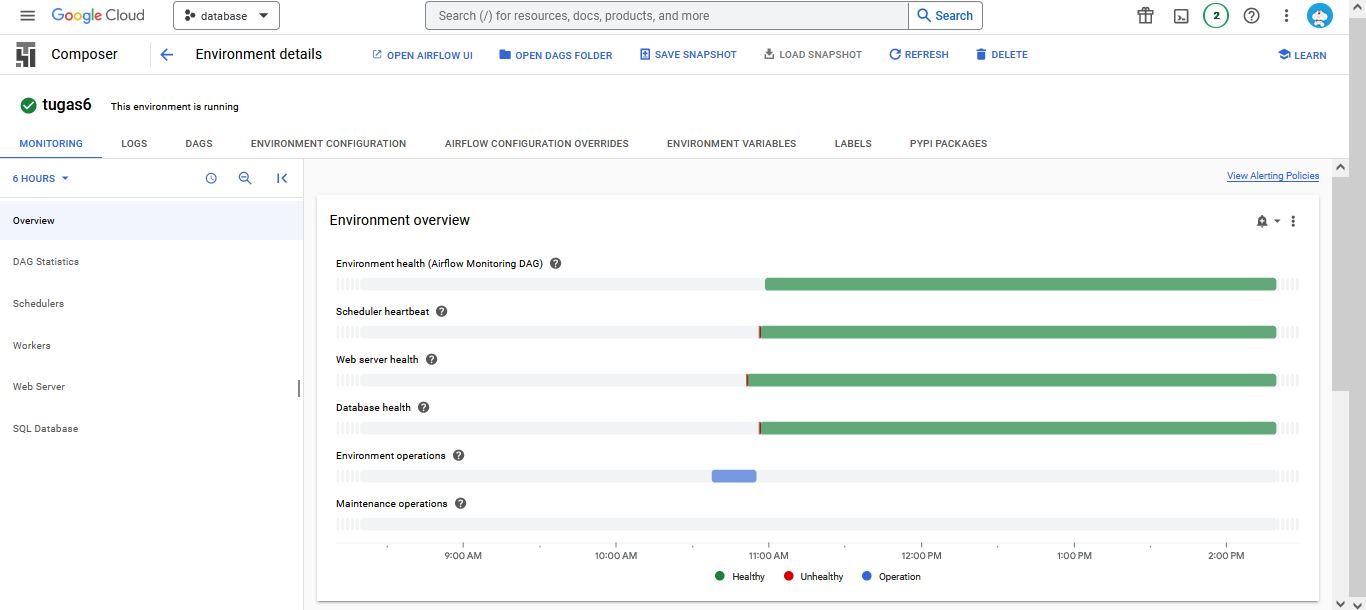 Google Cloud
database
Search (/) for resources, docs, products, and more
Search
2
Composer
Environment details
OPEN AIRFLOW UI
OPEN DAGS FOLDER
SAVE SNAPSHOT
LOAD SNAPSHOT
REFRESH
DELETE
LEARN
tugas6
This environment is running
MONITORING
LOGS
DAGS
ENVIRONMENT CONFIGURATION
AIRFLOW CONFIGURATION OVERRIDES
ENVIRONMENT VARIABLES
LABELS
PYPI PACKAGES
6 HOURS
Overview
DAG Statistics
Schedulers
Workers
Web Server
SQL Database
View Alerting Policies
Environment overview
Environment health (Airflow Monitoring DAG)
Scheduler heartbeat
Web server health
Database health
Environment operations
Maintenance operations
9:00 AM
10:00 AM
11:00 AM
12:00 PM
1:00 PM
2:00 PM
Healthy
Unhealthy
Operation